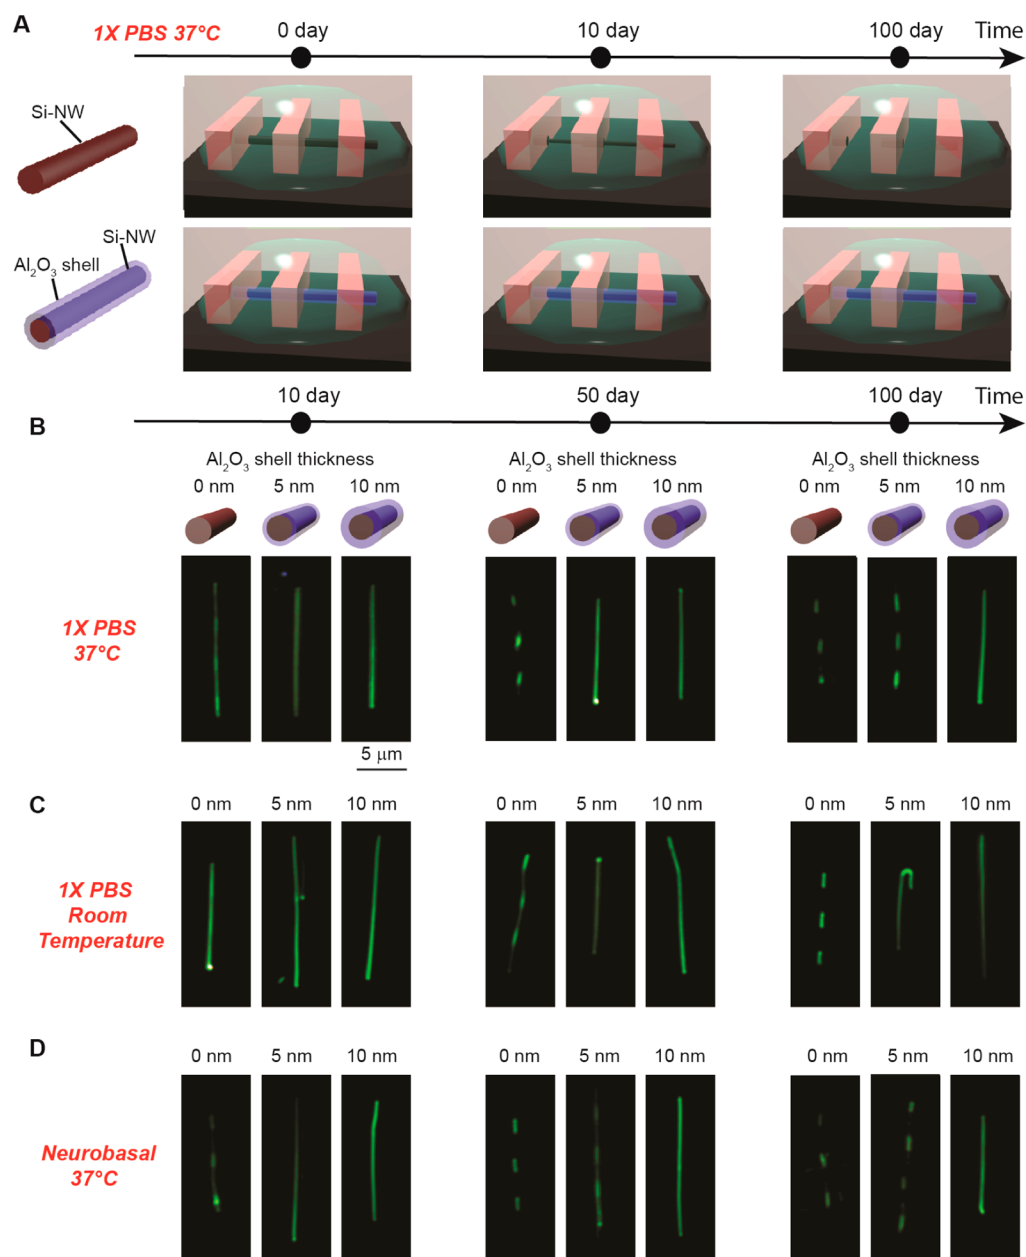 A
1X PBS 37°C
0 day
10 day
100 day
Time
Si-NW
Si-NW
Al₂O₃ shell
10 day
50 day
100 day
Time
B
Al₂O₃ shell thickness
Al₂O₃ shell thickness
Al₂O₃ shell thickness
0 nm 5 nm 10 nm
0 nm 5 nm 10 nm
0 nm 5 nm 10 nm
1X PBS
37°C
5 μm
C
0 nm 5 nm 10 nm
0 nm 5 nm 10 nm
0 nm 5 nm 10 nm
1X PBS
Room
Temperature
D
0 nm 5 nm 10 nm
0 nm 5 nm 10 nm
0 nm 5 nm 10 nm
Neurobasal
37°C